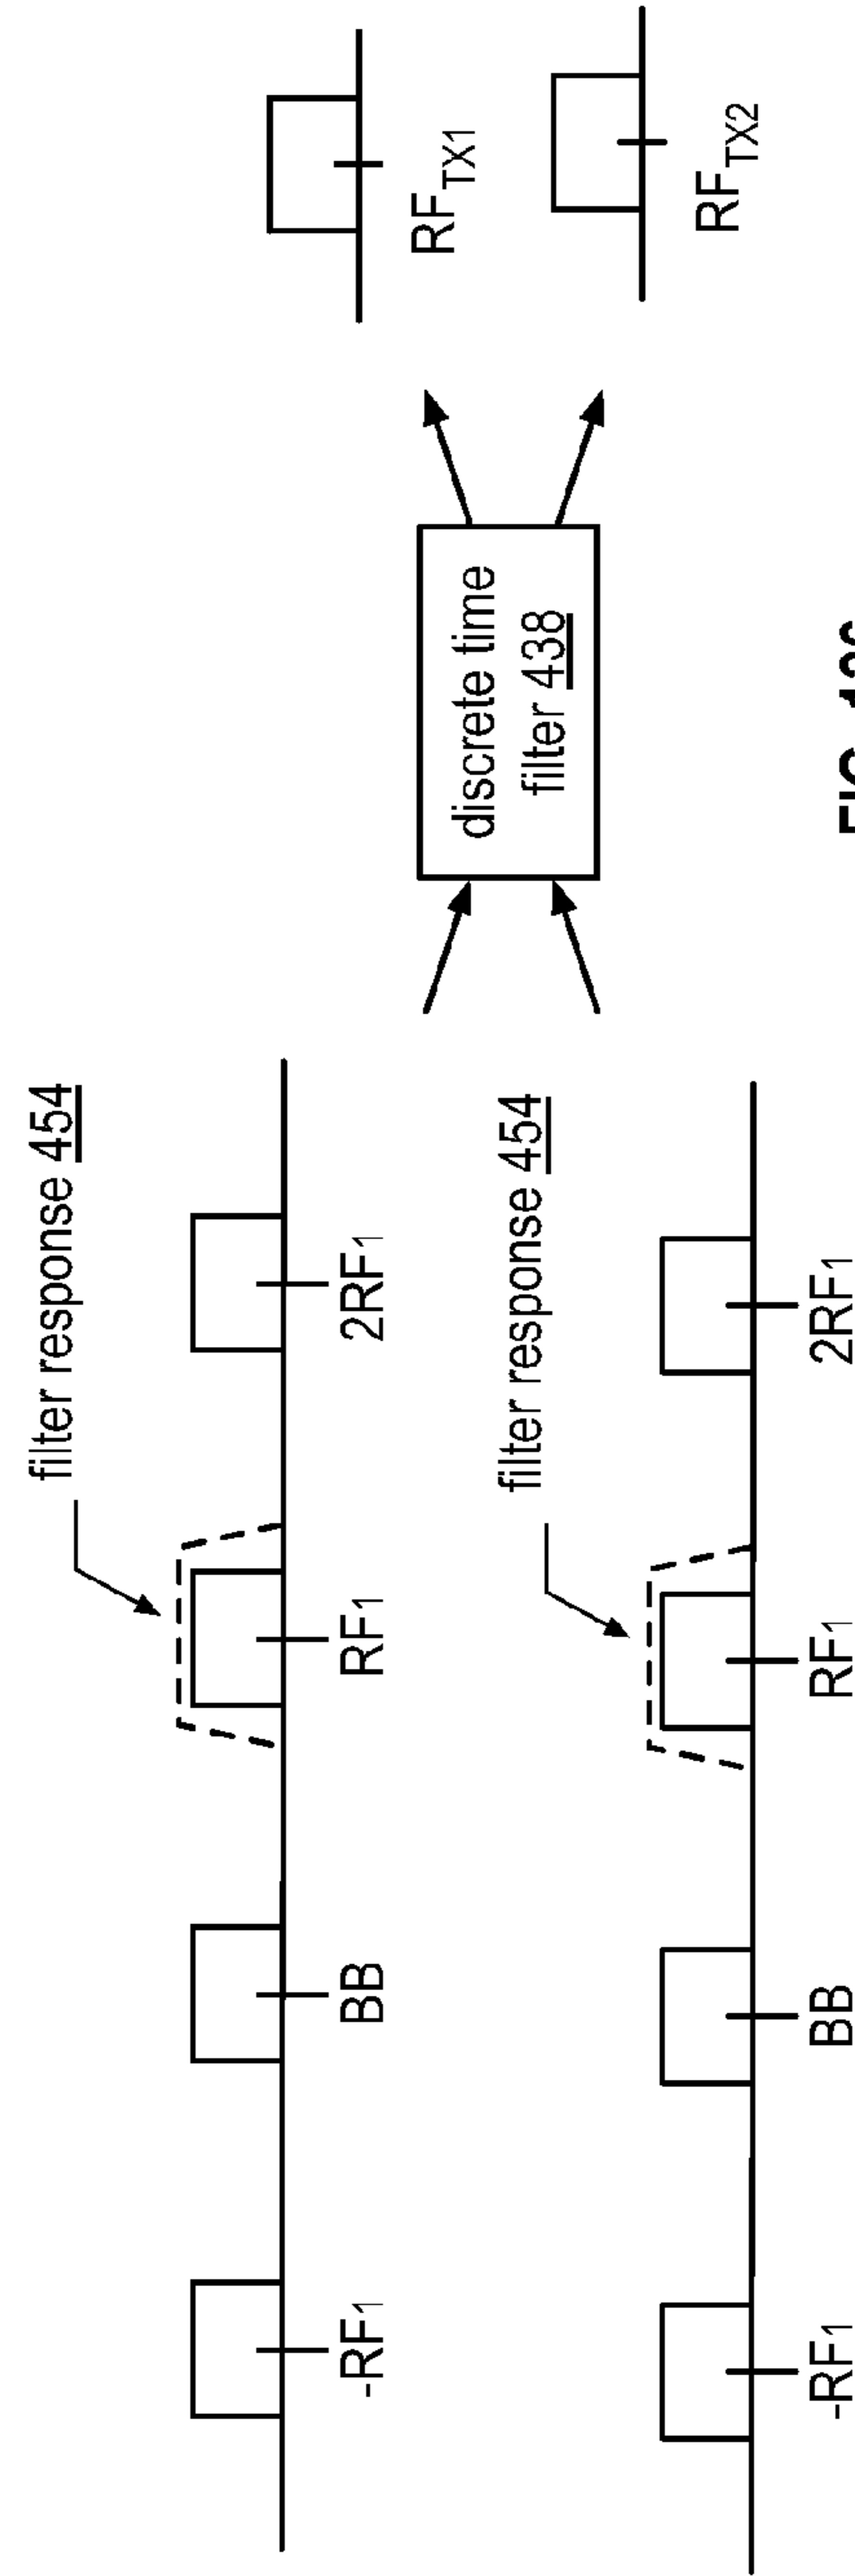 filter response 454
-RF1
BB
RF1
2RF1
filter response 454
-RF1
BB
RF1
2RF1
discrete time
filter 438
RFTX1
RFTX2